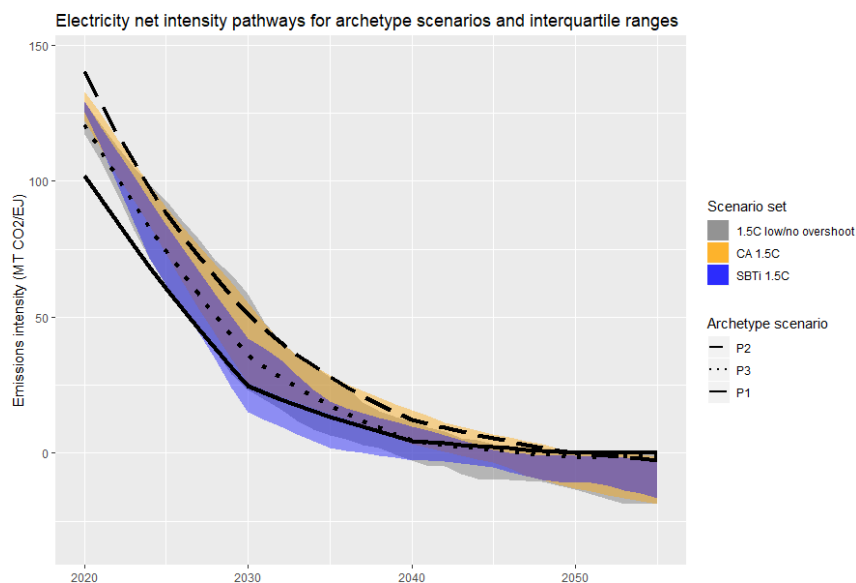 Electricity net intensity pathways for archetype scenarios and interquartile ranges
150
100
50
0
Emissions intensity (MT CO2/EJ)
2020
2030
2040
2050
Scenario set
1.5C low/no overshoot
CA 1.5C
SBTi 1.5C
Archetype scenario
P2
P3
P1